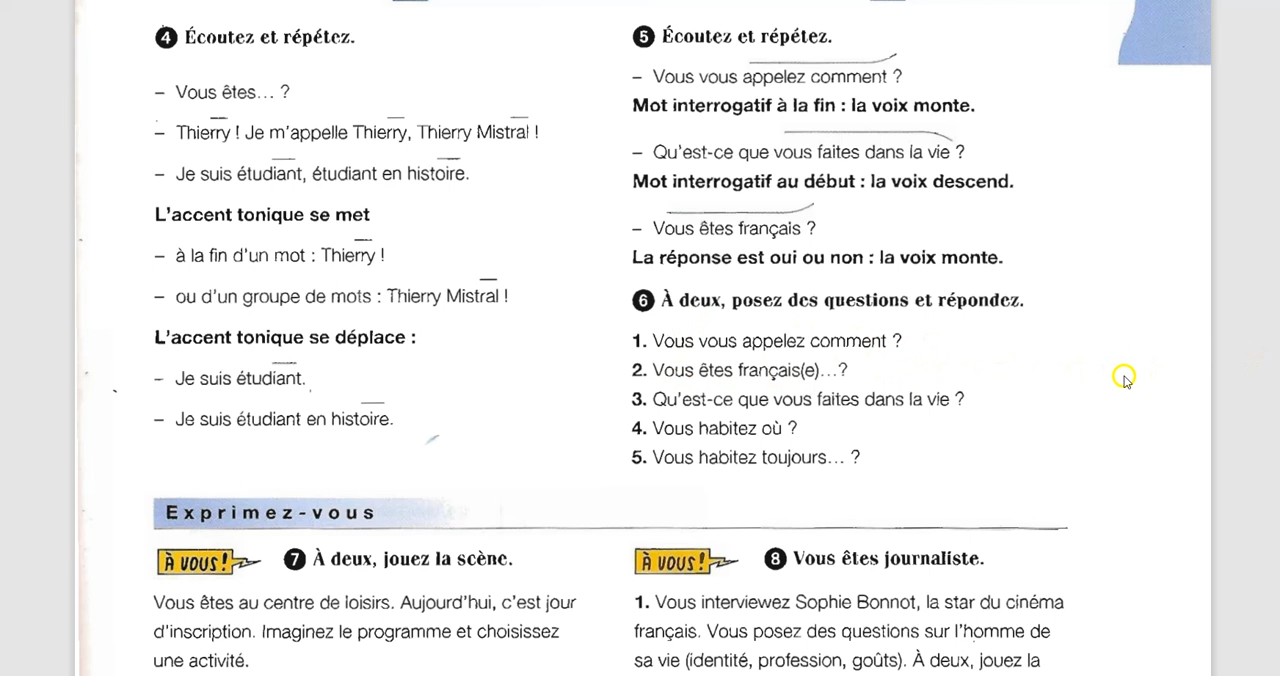 4 Écoutez et répétez.
– Vous êtes… ?
– Thierry ! Je m'appelle Thierry, Thierry Mistral !
– Je suis étudiant, étudiant en histoire.
L'accent tonique se met
– à la fin d'un mot : Thierry !
– ou d'un groupe de mots : Thierry Mistral !
L'accent tonique se déplace :
– Je suis étudiant.
– Je suis étudiant en histoire.
5 Écoutez et répétez.
– Vous vous appelez comment ?
Mot interrogatif à la fin : la voix monte.
– Qu'est-ce que vous faites dans la vie ?
Mot interrogatif au début : la voix descend.
– Vous êtes français ?
La réponse est oui ou non : la voix monte.
6 À deux, posez des questions et répondez.
1. Vous vous appelez comment ?
2. Vous êtes français(e)…?
3. Qu'est-ce que vous faites dans la vie ?
4. Vous habitez où ?
5. Vous habitez toujours… ?
Exprimez-vous
À VOUS! 7 À deux, jouez la scène.
Vous êtes au centre de loisirs. Aujourd'hui, c'est jour
d'inscription. Imaginez le programme et choisissez
une activité.
À VOUS! 8 Vous êtes journaliste.
1. Vous interviewez Sophie Bonnot, la star du cinéma
français. Vous posez des questions sur l'homme de
sa vie (identité, profession, goûts). À deux, jouez la